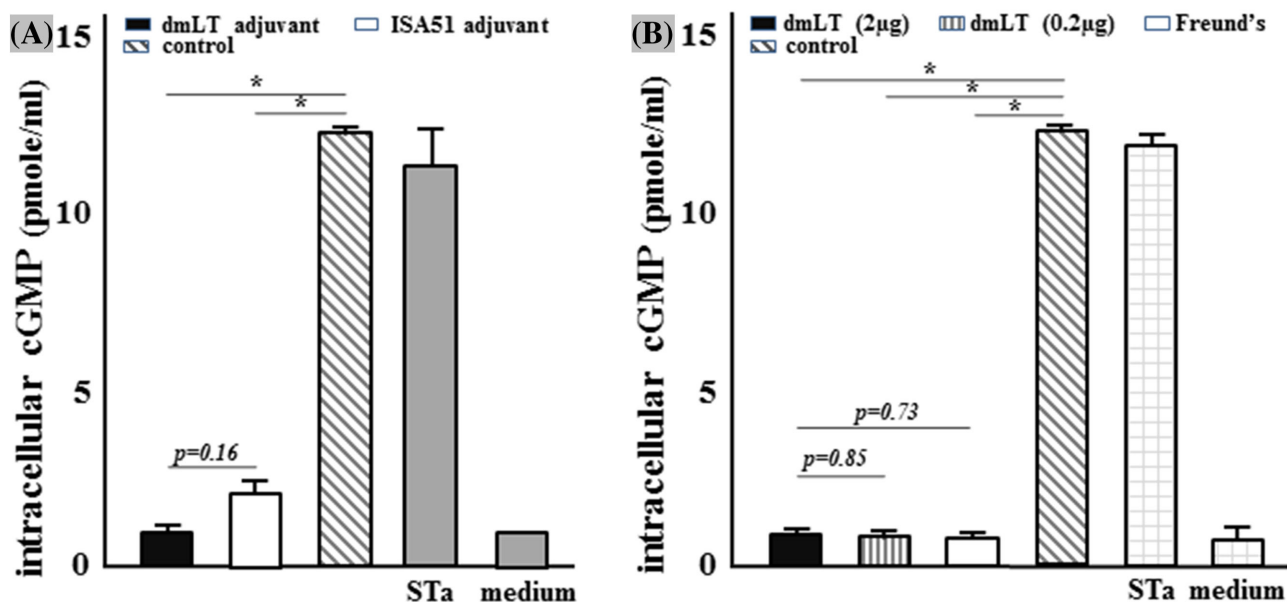 (A)
dmLT adjuvant ISA51 adjuvant
control
intracellular cGMP (pmole/ml)
15
10
5
0
*
*
p=0.16
STa medium
(B)
dmLT (2µg) dmLT (0.2µg) Freund's
control
intracellular cGMP (pmole/ml)
15
10
5
0
*
*
*
p=0.73
p=0.85
STa medium